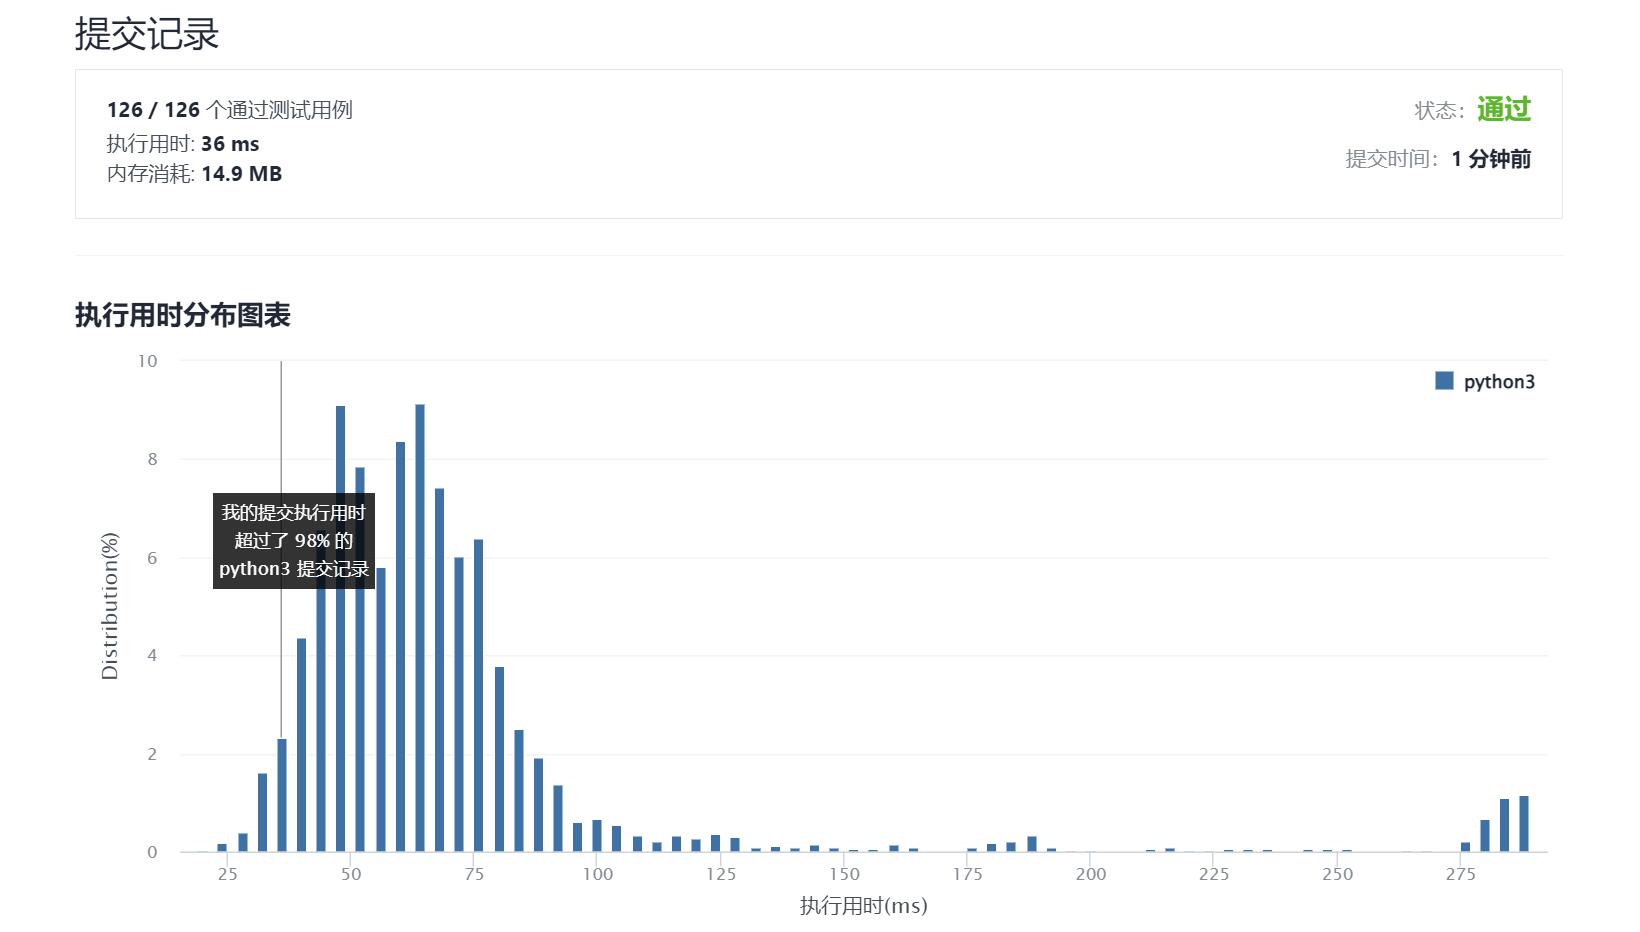 提交记录
126 / 126 个通过测试用例
状态：通过
执行用时: 36 ms
提交时间：1 分钟前
内存消耗: 14.9 MB
执行用时分布图表
10
python3
8
我的提交执行用时
超过了 98% 的
python3 提交记录
6
Distribution(%)
4
2
0
25 50 75 100 125 150 175 200 225 250 275
执行用时(ms)